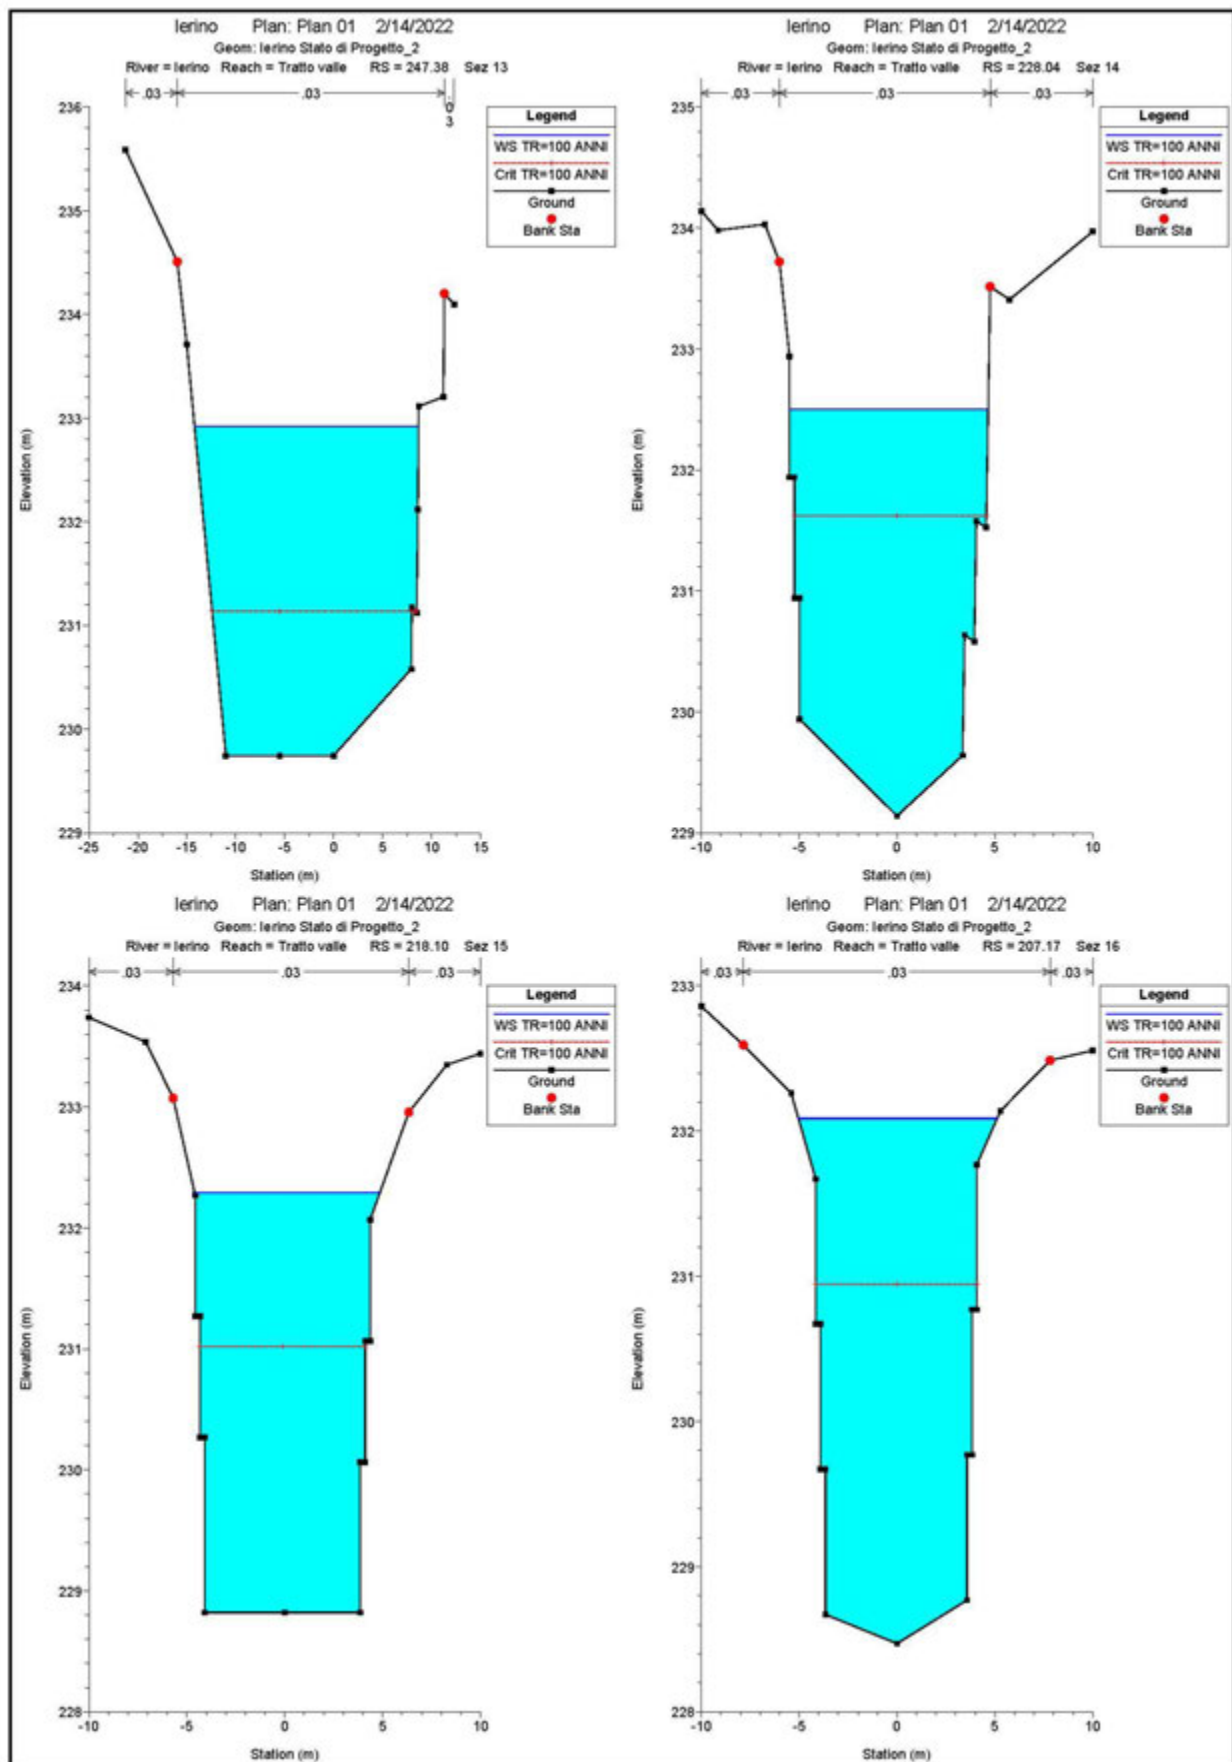 Ierino Plan: Plan 01 2/14/2022
Geom: Ierino Stato di Progetto_2
River = Ierino Reach = Tratto valle RS = 247.38 Sez 13
.03 .03 .03
Legend
WS TR=100 ANNI
Crit TR=100 ANNI
Ground
Bank Sta
236
235
234
233
232
231
230
229
Elevation (m)
-25 -20 -15 -10 -5 0 5 10 15
Station (m)
Ierino Plan: Plan 01 2/14/2022
Geom: Ierino Stato di Progetto_2
River = Ierino Reach = Tratto valle RS = 228.04 Sez 14
.03 .03 .03
Legend
WS TR=100 ANNI
Crit TR=100 ANNI
Ground
Bank Sta
235
234
233
232
231
230
229
Elevation (m)
-10 -5 0 5 10
Station (m)
Ierino Plan: Plan 01 2/14/2022
Geom: Ierino Stato di Progetto_2
River = Ierino Reach = Tratto valle RS = 218.10 Sez 15
.03 .03 .03
Legend
WS TR=100 ANNI
Crit TR=100 ANNI
Ground
Bank Sta
234
233
232
231
230
229
228
Elevation (m)
-10 -5 0 5 10
Station (m)
Ierino Plan: Plan 01 2/14/2022
Geom: Ierino Stato di Progetto_2
River = Ierino Reach = Tratto valle RS = 207.17 Sez 16
.03 .03 .03
Legend
WS TR=100 ANNI
Crit TR=100 ANNI
Ground
Bank Sta
233
232
231
230
229
228
Elevation (m)
-10 -5 0 5 10
Station (m)